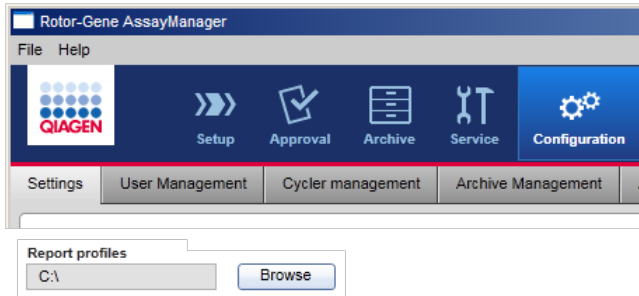 Rotor-Gene AssayManager
File Help
QIAGEN
Setup Approval Archive Service Configuration
Settings User Management Cycler management Archive Management
Report profiles
C:\
Browse